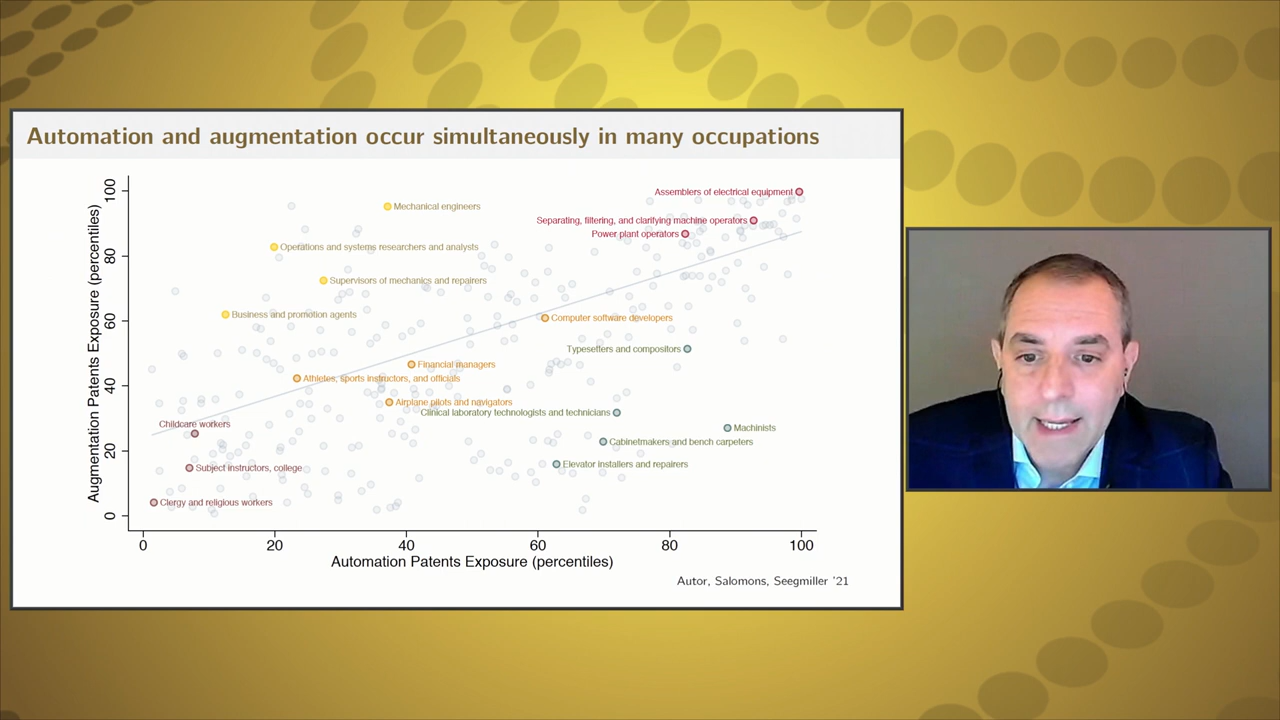 Automation and augmentation occur simultaneously in many occupations
Augmentation Patents Exposure (percentiles)
100
80
60
40
20
0
Assemblers of electrical equipment
Mechanical engineers
Separating, filtering, and clarifying machine operators
Power plant operators
Operations and systems researchers and analysts
Supervisors of mechanics and repairers
Business and promotion agents
Computer software developers
Typesetters and compositors
Financial managers
Athletes, sports instructors, and officials
Airplane pilots and navigators
Clinical laboratory technologists and technicians
Childcare workers
Machinists
Cabinetmakers and bench carpeters
Elevator installers and repairers
Subject instructors, college
Clergy and religious workers
0 20 40 60 80 100
Automation Patents Exposure (percentiles)
Autor, Salomons, Seegmiller '21